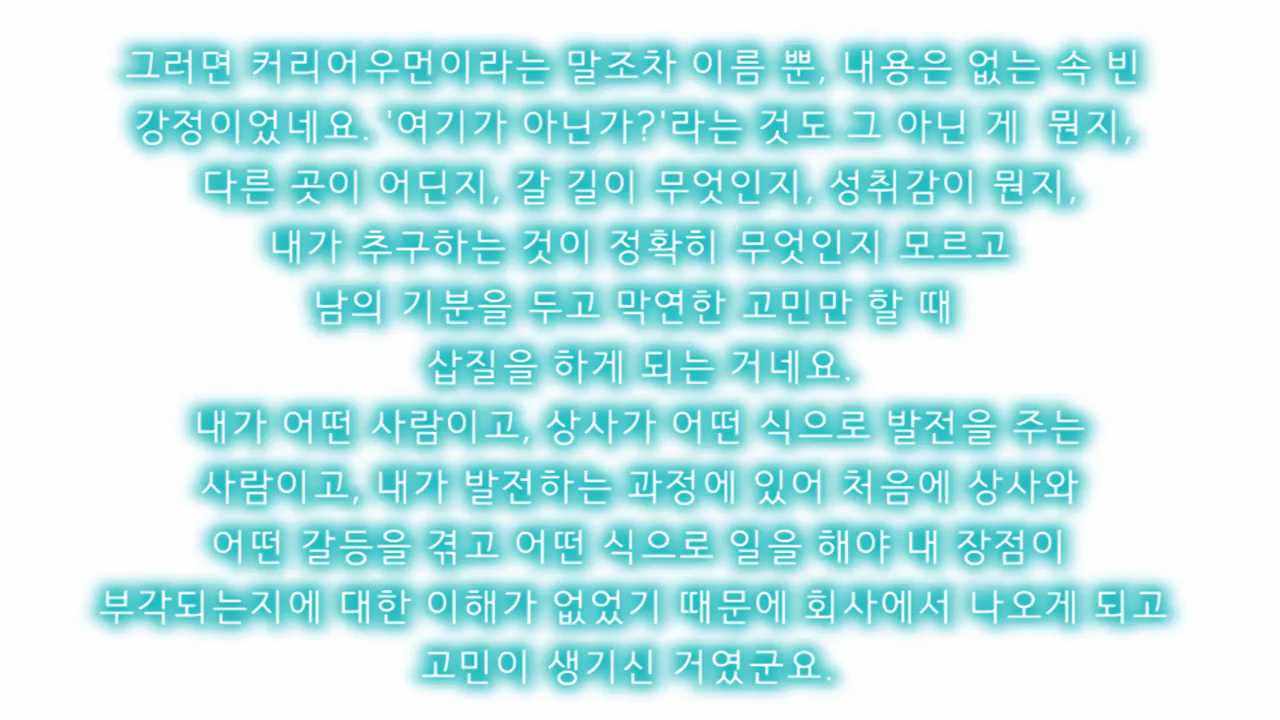 그러면 커리어우먼이라는 말조차 이름 뿐, 내용은 없는 속 빈
강정이었네요. '여기가 아닌가?'라는 것도 그 아닌 게 뭔지,
다른 곳이 어딘지, 갈 길이 무엇인지, 성취감이 뭔지,
내가 추구하는 것이 정확히 무엇인지 모르고
남의 기분을 두고 막연한 고민만 할 때
삽질을 하게 되는 거네요.
내가 어떤 사람이고, 상사가 어떤 식으로 발전을 주는
사람이고, 내가 발전하는 과정에 있어 처음에 상사와
어떤 갈등을 겪고 어떤 식으로 일을 해야 내 장점이
부각되는지에 대한 이해가 없었기 때문에 회사에서 나오게 되고
고민이 생기신 거였군요.